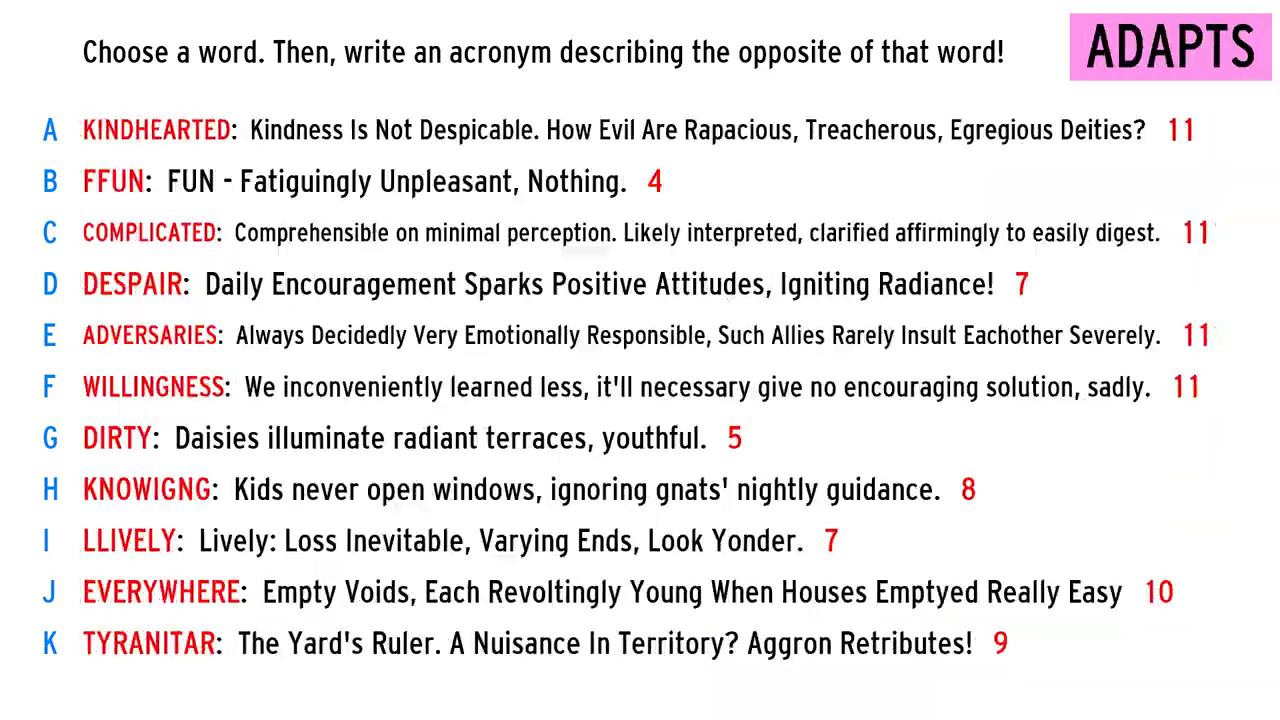 Choose a word. Then, write an acronym describing the opposite of that word!
ADAPTS
A KINDHEARTED: Kindness Is Not Despicable. How Evil Are Rapacious, Treacherous, Egregious Deities? 11
B FFUN: FUN - Fatiguingly Unpleasant, Nothing. 4
C COMPLICATED: Comprehensible on minimal perception. Likely interpreted, clarified affirmingly to easily digest. 11
D DESPAIR: Daily Encouragement Sparks Positive Attitudes, Igniting Radiance! 7
E ADVERSARIES: Always Decidedly Very Emotionally Responsible, Such Allies Rarely Insult Eachother Severely. 11
F WILLINGNESS: We inconveniently learned less, it'll necessary give no encouraging solution, sadly. 11
G DIRTY: Daisies illuminate radiant terraces, youthful. 5
H KNOWIGNG: Kids never open windows, ignoring gnats' nightly guidance. 8
I LLIVELY: Lively: Loss Inevitable, Varying Ends, Look Yonder. 7
J EVERYWHERE: Empty Voids, Each Revoltingly Young When Houses Emptyed Really Easy 10
K TYRANITAR: The Yard's Ruler. A Nuisance In Territory? Aggron Retributes! 9